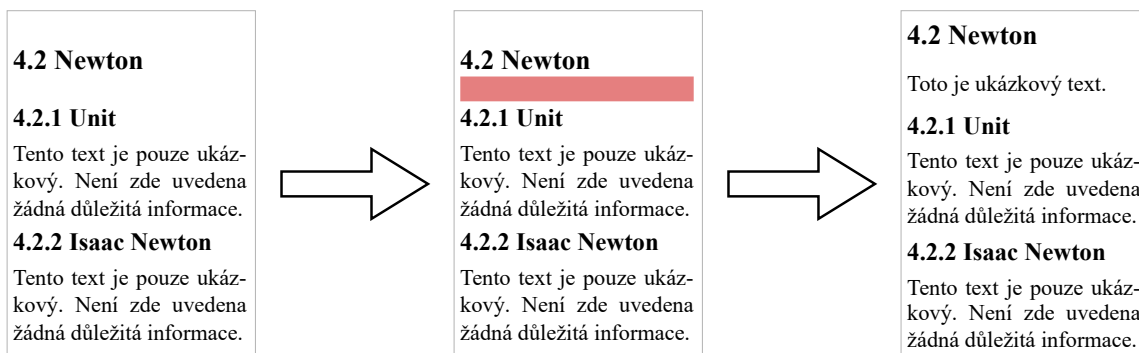 4.2 Newton
4.2.1 Unit
Tento text je pouze ukáz-
kový. Není zde uvedena
žádná důležitá informace.
4.2.2 Isaac Newton
Tento text je pouze ukáz-
kový. Není zde uvedena
žádná důležitá informace.
4.2 Newton
4.2.1 Unit
Tento text je pouze ukáz-
kový. Není zde uvedena
žádná důležitá informace.
4.2.2 Isaac Newton
Tento text je pouze ukáz-
kový. Není zde uvedena
žádná důležitá informace.
4.2 Newton
Toto je ukázkový text.
4.2.1 Unit
Tento text je pouze ukáz-
kový. Není zde uvedena
žádná důležitá informace.
4.2.2 Isaac Newton
Tento text je pouze ukáz-
kový. Není zde uvedena
žádná důležitá informace.